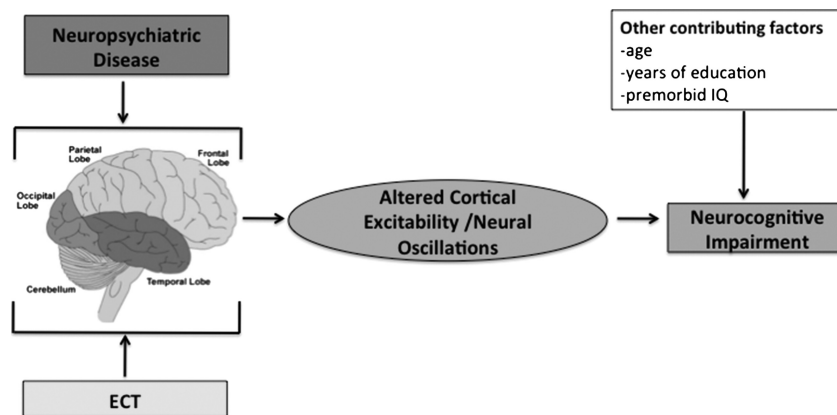 Neuropsychiatric
Disease
Other contributing factors
-age
-years of education
-premorbid IQ
Parietal
Lobe
Frontal
Lobe
Occipital
Lobe
Cerebellum
Temporal Lobe
Altered Cortical
Excitability /Neural
Oscillations
Neurocognitive
Impairment
ECT